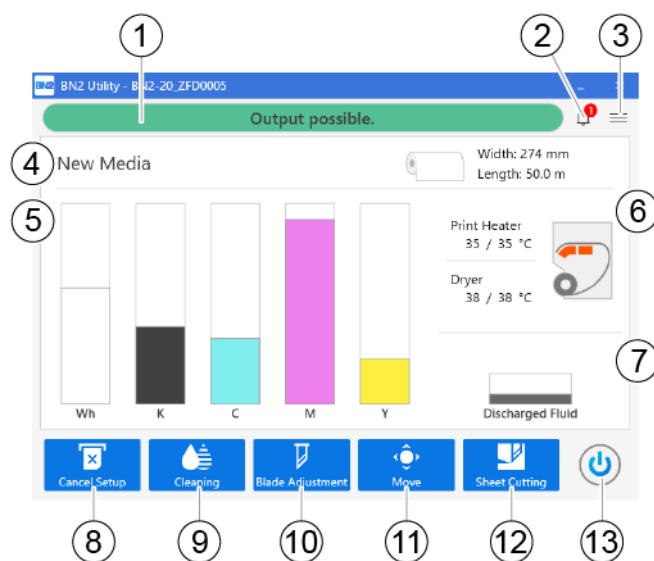 1
2
3
BN2 BN2 Utility - BN2-20_ZFD0005
Output possible.
1
4
New Media
Width: 274 mm
Length: 50.0 m
5
6
Print Heater
35 / 35 °C
Dryer
38 / 38 °C
7
Wh K C M Y
Discharged Fluid
Cancel Setup
Cleaning
Blade Adjustment
Move
Sheet Cutting
8
9
10
11
12
13